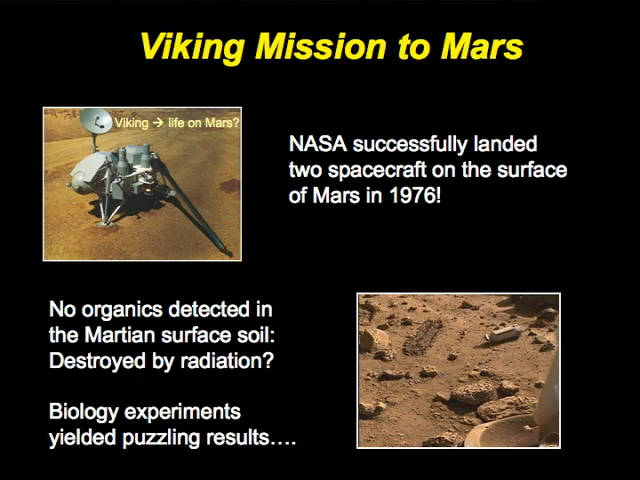 Viking Mission to Mars
Viking → life on Mars?
NASA successfully landed
two spacecraft on the surface
of Mars in 1976!
No organics detected in
the Martian surface soil:
Destroyed by radiation?
Biology experiments
yielded puzzling results….